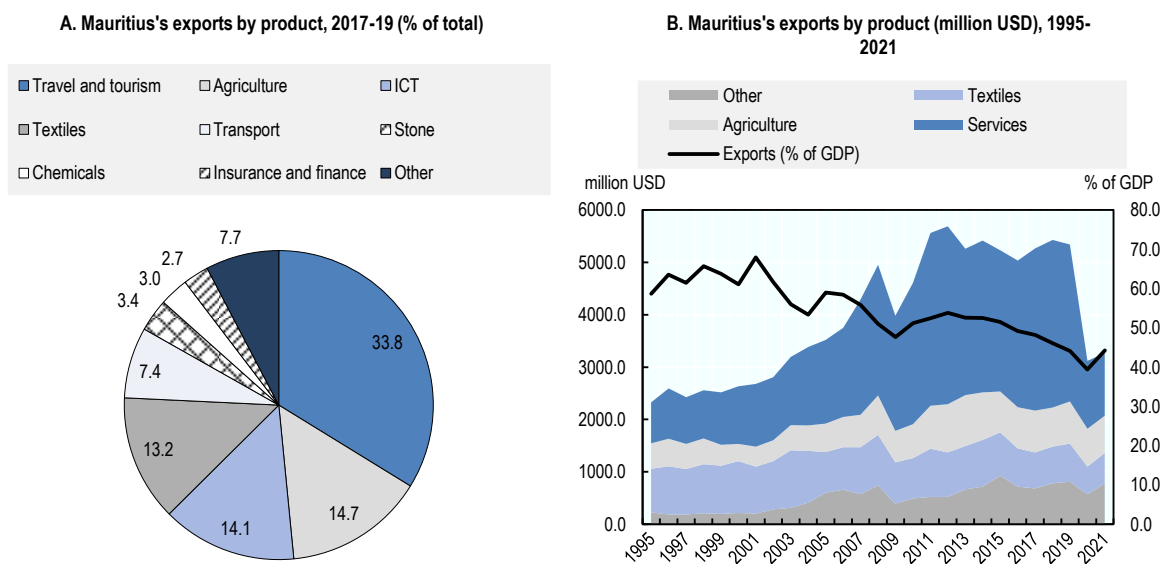 A. Mauritius's exports by product, 2017-19 (% of total)
Travel and tourism Agriculture ICT
Textiles Transport Stone
Chemicals Insurance and finance Other
7.7
2.7
3.0
3.4
33.8
7.4
13.2
14.7
14.1
B. Mauritius's exports by product (million USD), 1995-
2021
Other Textiles
Agriculture Services
Exports (% of GDP)
million USD % of GDP
6000.0 80.0
5000.0 70.0
4000.0 60.0
3000.0 50.0
2000.0 40.0
1000.0 30.0
0.0 20.0
10.0
0.0
1995 1997 1999 2001 2003 2005 2007 2009 2011 2013 2015 2017 2019 2021